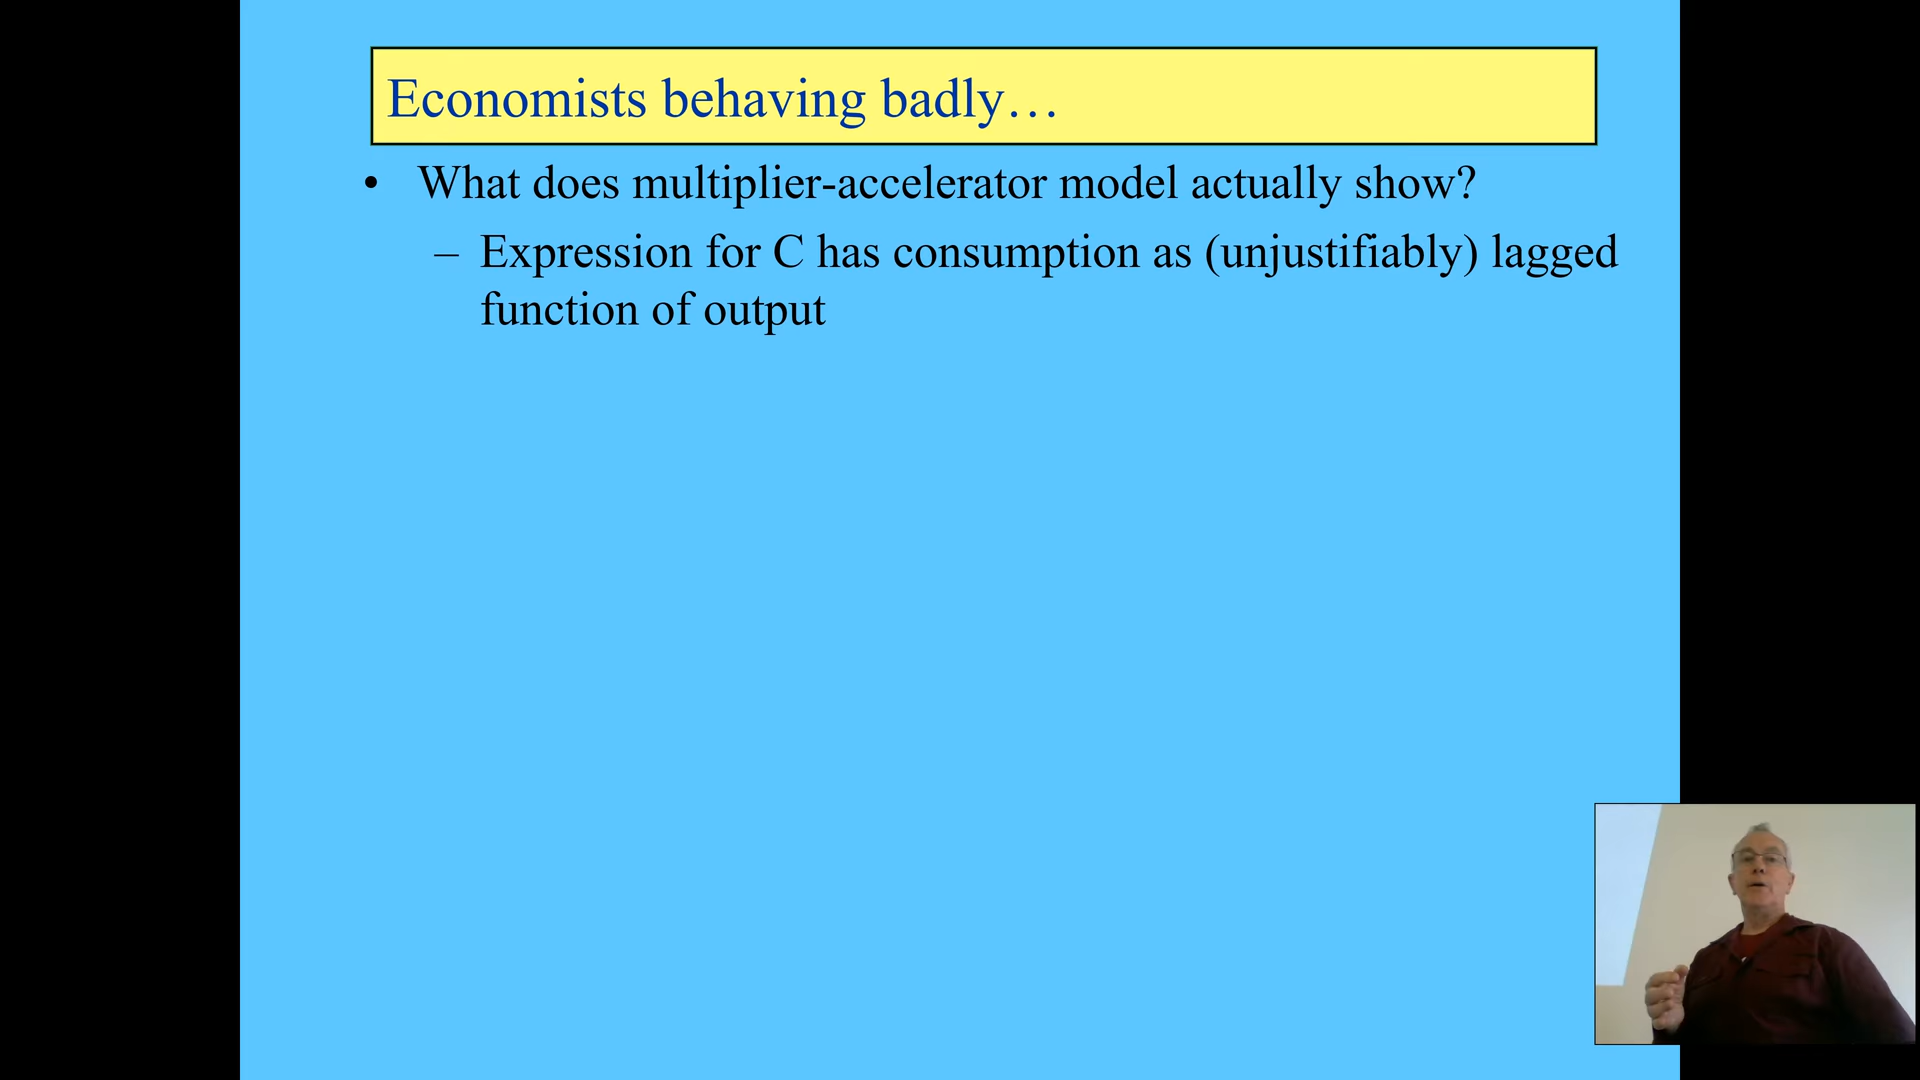 Economists behaving badly…
• What does multiplier-accelerator model actually show?
– Expression for C has consumption as (unjustifiably) lagged
function of output